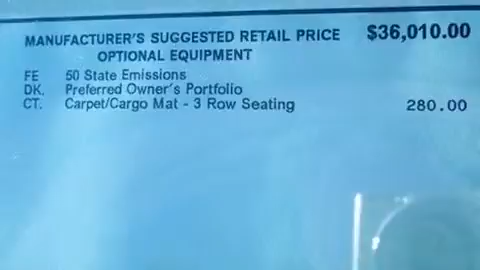 MANUFACTURER'S SUGGESTED RETAIL PRICE $36,010.00
OPTIONAL EQUIPMENT
FE 50 State Emissions
DK. Preferred Owner's Portfolio
CT. Carpet/Cargo Mat - 3 Row Seating 280.00